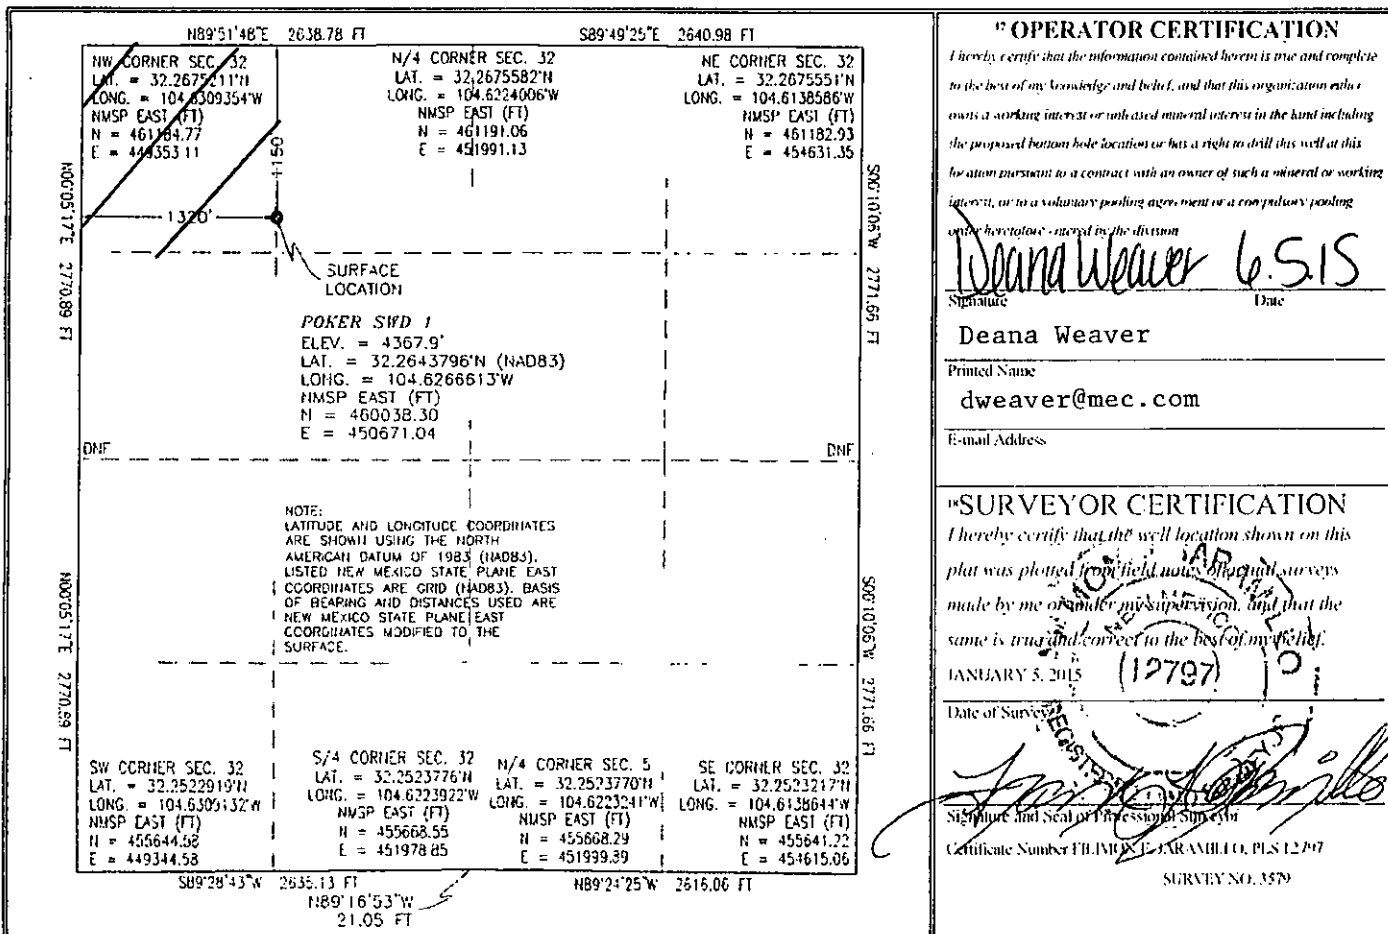 N89°51'48"E 2638.78 FT
S89°49'25"E 2640.98 FT
NW CORNER SEC. 32
LAT. = 32.2675211°N
LONG. = 104.6309354°W
NMSP EAST (FT)
N = 461184.77
E = 449353.11
N/4 CORNER SEC. 32
LAT. = 32.2675582°N
LONG. = 104.6224006°W
NMSP EAST (FT)
N = 461191.06
E = 451991.13
NE CORNER SEC. 32
LAT. = 32.2675551°N
LONG. = 104.6138586°W
NMSP EAST (FT)
N = 461182.93
E = 454631.35
N00°05'17"E 2770.89 FT
S00°10'06"W 2771.66 FT
1150
1320'
SURFACE
LOCATION
POKER SWD 1
ELEV. = 4367.9'
LAT. = 32.2643796°N (NAD83)
LONG. = 104.6266613°W
NMSP EAST (FT)
N = 460038.30
E = 450671.04
DNF
DNF
NOTE:
LATITUDE AND LONGITUDE COORDINATES
ARE SHOWN USING THE NORTH
AMERICAN DATUM OF 1983 (NAD83).
LISTED NEW MEXICO STATE PLANE EAST
COORDINATES ARE GRID (NAD83). BASIS
OF BEARING AND DISTANCES USED ARE
NEW MEXICO STATE PLANE EAST
COORDINATES MODIFIED TO THE
SURFACE.
N00°05'17"E 2770.89 FT
S00°10'06"W 2771.66 FT
SW CORNER SEC. 32
LAT. = 32.2522919°N
LONG. = 104.6309132°W
NMSP EAST (FT)
N = 455644.58
E = 449344.58
S/4 CORNER SEC. 32
LAT. = 32.2523776°N
LONG. = 104.6223922°W
NMSP EAST (FT)
N = 455668.55
E = 451978.85
N/4 CORNER SEC. 5
LAT. = 32.2523770°N
LONG. = 104.6223241°W
NMSP EAST (FT)
N = 455668.29
E = 451999.39
SE CORNER SEC. 32
LAT. = 32.2523217°N
LONG. = 104.6138644°W
NMSP EAST (FT)
N = 455641.22
E = 454615.06
S89°28'43"W 2635.13 FT
N89°24'25"W 2616.06 FT
N89°16'53"W
21.05 FT
17 OPERATOR CERTIFICATION
I hereby certify that the information contained herein is true and complete
to the best of my knowledge and belief, and that this organization either
owns a working interest or unleased mineral interest in the land including
the proposed bottom hole location or has a right to drill this well at this
location pursuant to a contract with an owner of such a mineral or working
interest, or to a voluntary pooling agreement or a compulsory pooling
order heretofore entered by the division
Deana Weaver 6.5.15
Signature Date
Deana Weaver
Printed Name
dweaver@mec.com
E-mail Address
18 SURVEYOR CERTIFICATION
I hereby certify that the well location shown on this
plat was plotted from field notes of actual surveys
made by me or under my supervision, and that the
same is true and correct to the best of my belief.
JANUARY 5, 2015
Date of Survey
NEW MEXICO
12797
Signature and Seal of Professional Surveyor
Certificate Number FILIMON F. JARAMILLO, PLS 12797
SURVEY NO. 3579